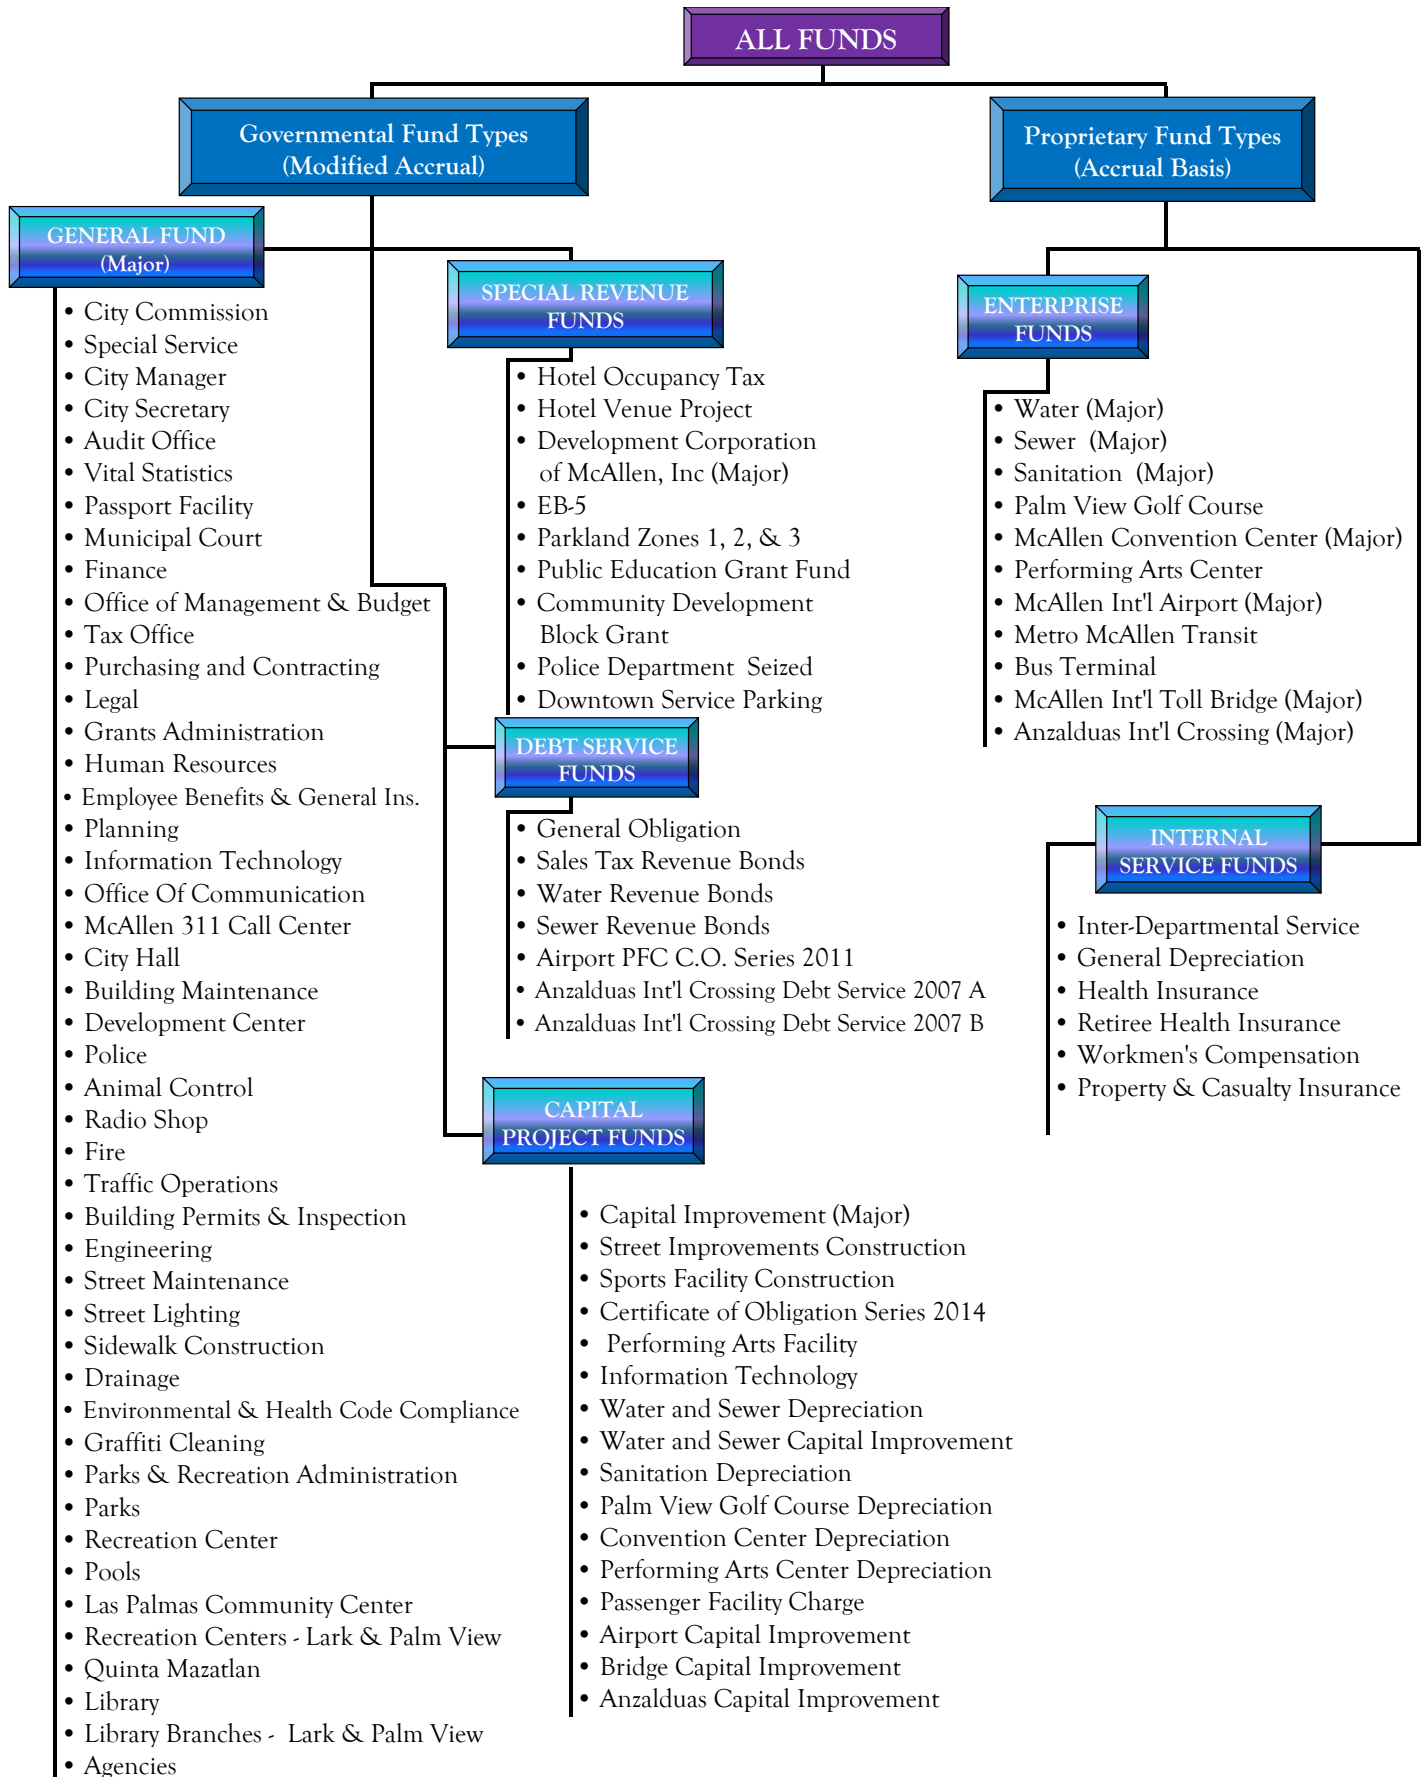 ALL FUNDS
Governmental Fund Types
(Modified Accrual)
Proprietary Fund Types
(Accrual Basis)
GENERAL FUND
(Major)
• City Commission
• Special Service
• City Manager
• City Secretary
• Audit Office
• Vital Statistics
• Passport Facility
• Municipal Court
• Finance
• Office of Management & Budget
• Tax Office
• Purchasing and Contracting
• Legal
• Grants Administration
• Human Resources
• Employee Benefits & General Ins.
• Planning
• Information Technology
• Office Of Communication
• McAllen 311 Call Center
• City Hall
• Building Maintenance
• Development Center
• Police
• Animal Control
• Radio Shop
• Fire
• Traffic Operations
• Building Permits & Inspection
• Engineering
• Street Maintenance
• Street Lighting
• Sidewalk Construction
• Drainage
• Environmental & Health Code Compliance
• Graffiti Cleaning
• Parks & Recreation Administration
• Parks
• Recreation Center
• Pools
• Las Palmas Community Center
• Recreation Centers - Lark & Palm View
• Quinta Mazatlan
• Library
• Library Branches - Lark & Palm View
• Agencies
SPECIAL REVENUE
FUNDS
• Hotel Occupancy Tax
• Hotel Venue Project
• Development Corporation
of McAllen, Inc (Major)
• EB-5
• Parkland Zones 1, 2, & 3
• Public Education Grant Fund
• Community Development
Block Grant
• Police Department Seized
• Downtown Service Parking
DEBT SERVICE
FUNDS
• General Obligation
• Sales Tax Revenue Bonds
• Water Revenue Bonds
• Sewer Revenue Bonds
• Airport PFC C.O. Series 2011
• Anzalduas Int'l Crossing Debt Service 2007 A
• Anzalduas Int'l Crossing Debt Service 2007 B
CAPITAL
PROJECT FUNDS
• Capital Improvement (Major)
• Street Improvements Construction
• Sports Facility Construction
• Certificate of Obligation Series 2014
• Performing Arts Facility
• Information Technology
• Water and Sewer Depreciation
• Water and Sewer Capital Improvement
• Sanitation Depreciation
• Palm View Golf Course Depreciation
• Convention Center Depreciation
• Performing Arts Center Depreciation
• Passenger Facility Charge
• Airport Capital Improvement
• Bridge Capital Improvement
• Anzalduas Capital Improvement
ENTERPRISE
FUNDS
• Water (Major)
• Sewer (Major)
• Sanitation (Major)
• Palm View Golf Course
• McAllen Convention Center (Major)
• Performing Arts Center
• McAllen Int'l Airport (Major)
• Metro McAllen Transit
• Bus Terminal
• McAllen Int'l Toll Bridge (Major)
• Anzalduas Int'l Crossing (Major)
INTERNAL
SERVICE FUNDS
• Inter-Departmental Service
• General Depreciation
• Health Insurance
• Retiree Health Insurance
• Workmen's Compensation
• Property & Casualty Insurance